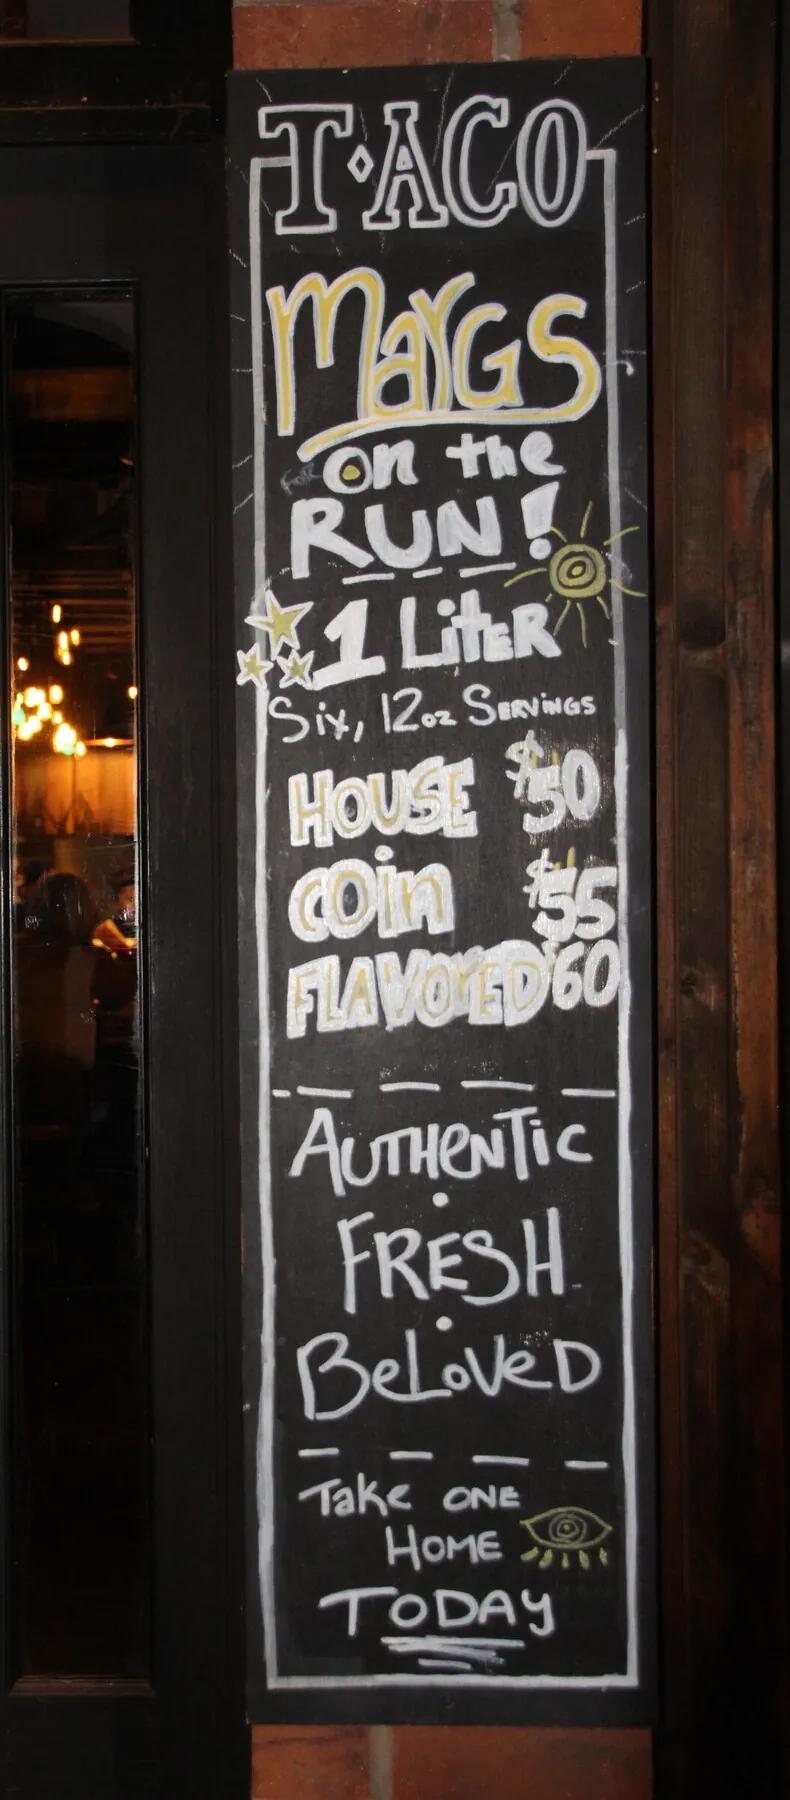 T◇ACO
MarGS
on the
RUN!
1 LiteR
Six, 12oz SERViNGS
HOUSE $50
COin $55
FLAVORED $60
AUTHeNTiC
FRESH
BeLoVeD
Take ONE
HOME
TODAY